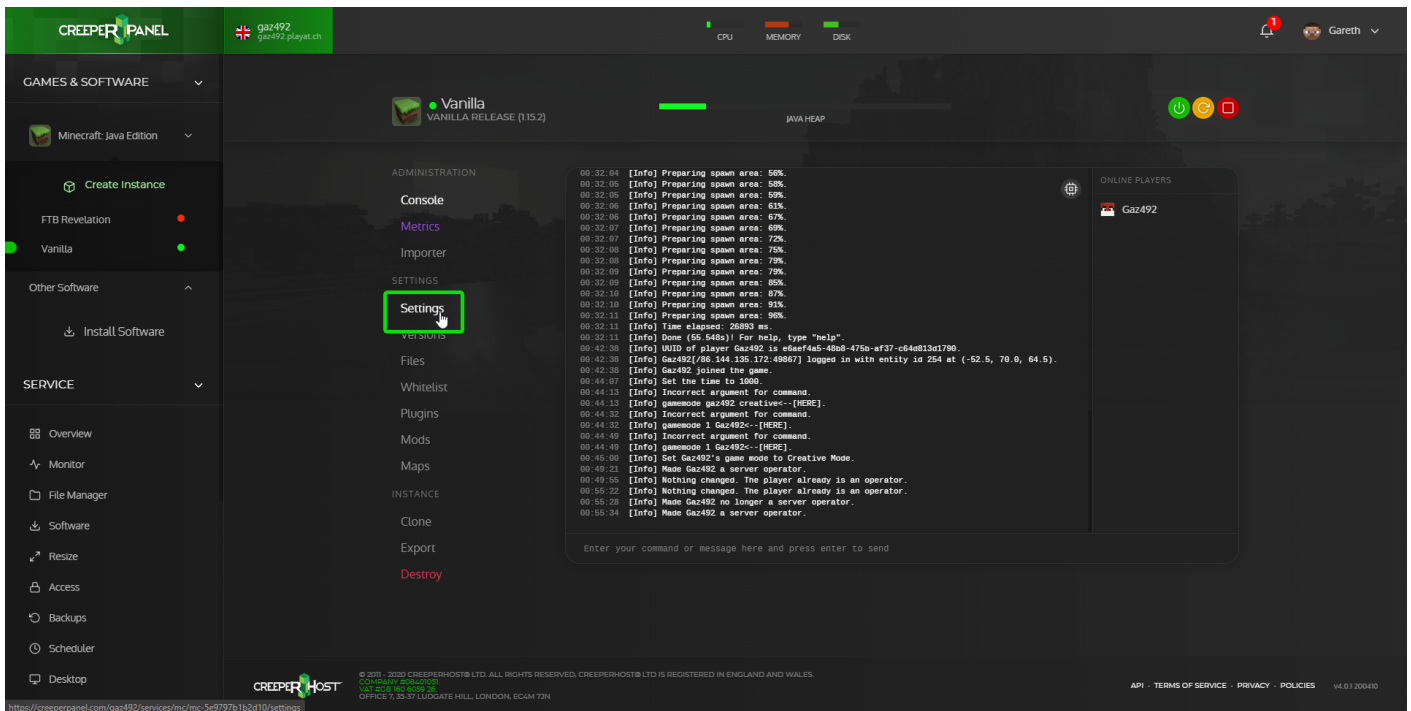 CREEPER PANEL
gaz492
gaz492.playat.ch
CPU
MEMORY
DISK
1
Gareth
GAMES & SOFTWARE
Minecraft: Java Edition
Create Instance
FTB Revelation
Vanilla
Other Software
Install Software
SERVICE
Overview
Monitor
File Manager
Software
Resize
Access
Backups
Scheduler
Desktop
Vanilla
VANILLA RELEASE (1.15.2)
JAVA HEAP
ADMINISTRATION
Console
Metrics
Importer
SETTINGS
Settings
Versions
Files
Whitelist
Plugins
Mods
Maps
INSTANCE
Clone
Export
Destroy
00:32:04 [Info] Preparing spawn area: 56%.
00:32:05 [Info] Preparing spawn area: 58%.
00:32:05 [Info] Preparing spawn area: 59%.
00:32:06 [Info] Preparing spawn area: 61%.
00:32:06 [Info] Preparing spawn area: 67%.
00:32:07 [Info] Preparing spawn area: 69%.
00:32:07 [Info] Preparing spawn area: 72%.
00:32:08 [Info] Preparing spawn area: 75%.
00:32:08 [Info] Preparing spawn area: 79%.
00:32:09 [Info] Preparing spawn area: 79%.
00:32:09 [Info] Preparing spawn area: 85%.
00:32:10 [Info] Preparing spawn area: 87%.
00:32:10 [Info] Preparing spawn area: 91%.
00:32:11 [Info] Preparing spawn area: 96%.
00:32:11 [Info] Time elapsed: 26893 ms.
00:32:11 [Info] Done (55.548s)! For help, type "help".
00:42:38 [Info] UUID of player Gaz492 is e6aef4a5-48b8-475b-af37-c64d813d1790.
00:42:38 [Info] Gaz492[/86.144.135.172:49867] logged in with entity id 254 at (-52.5, 70.0, 64.5).
00:42:38 [Info] Gaz492 joined the game.
00:44:07 [Info] Set the time to 1000.
00:44:13 [Info] Incorrect argument for command.
00:44:13 [Info] gamemode gaz492 creative<--[HERE].
00:44:32 [Info] Incorrect argument for command.
00:44:32 [Info] gamemode 1 Gaz492<--[HERE].
00:44:49 [Info] Incorrect argument for command.
00:44:49 [Info] gamemode 1 Gaz492<--[HERE].
00:45:00 [Info] Set Gaz492's game mode to Creative Mode.
00:49:21 [Info] Made Gaz492 a server operator.
00:49:55 [Info] Nothing changed. The player already is an operator.
00:55:22 [Info] Nothing changed. The player already is an operator.
00:55:28 [Info] Made Gaz492 no longer a server operator.
00:55:34 [Info] Made Gaz492 a server operator.
Enter your command or message here and press enter to send
ONLINE PLAYERS
Gaz492
CREEPER HOST
© 2011 - 2020 CREEPERHOST® LTD. ALL RIGHTS RESERVED, CREEPERHOST® LTD IS REGISTERED IN ENGLAND AND WALES.
COMPANY #08401051.
VAT #GB 160 6059 26.
OFFICE 7, 35-37 LUDGATE HILL, LONDON, EC4M 7JN
API · TERMS OF SERVICE · PRIVACY · POLICIES v4.0.1 200410
https://creeperpanel.com/gaz492/services/mc/mc-5e9797b1b2d10/settings